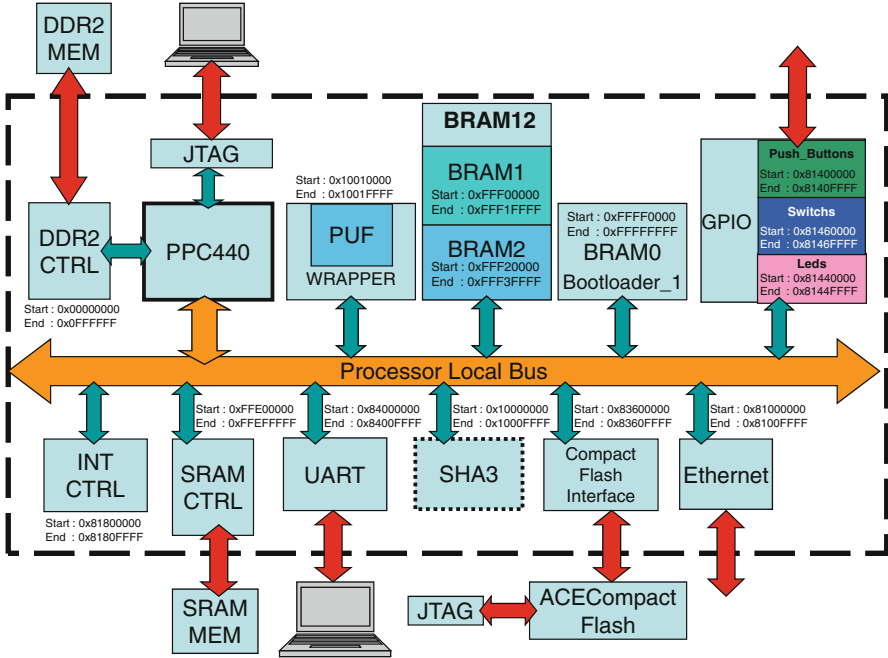 DDR2
MEM
JTAG
DDR2
CTRL
Start : 0x00000000
End : 0x0FFFFFF
PPC440
Start : 0x10010000
End : 0x1001FFFF
PUF
WRAPPER
BRAM12
BRAM1
Start : 0xFFF00000
End : 0xFFF1FFFF
BRAM2
Start : 0xFFF20000
End : 0xFFF3FFFF
Start : 0xFFFF0000
End : 0xFFFFFFFF
BRAM0
Bootloader_1
GPIO
Push_Buttons
Start : 0x81400000
End : 0x8140FFFF
Switchs
Start : 0x81460000
End : 0x8146FFFF
Leds
Start : 0x81440000
End : 0x8144FFFF
Processor Local Bus
INT
CTRL
Start : 0x81800000
End : 0x8180FFFF
Start : 0xFFE00000
End : 0xFFEFFFFF
SRAM
CTRL
SRAM
MEM
Start : 0x84000000
End : 0x8400FFFF
UART
Start : 0x10000000
End : 0x1000FFFF
SHA3
Start : 0x83600000
End : 0x8360FFFF
Compact
Flash
Interface
JTAG
ACECompact
Flash
Start : 0x81000000
End : 0x8100FFFF
Ethernet